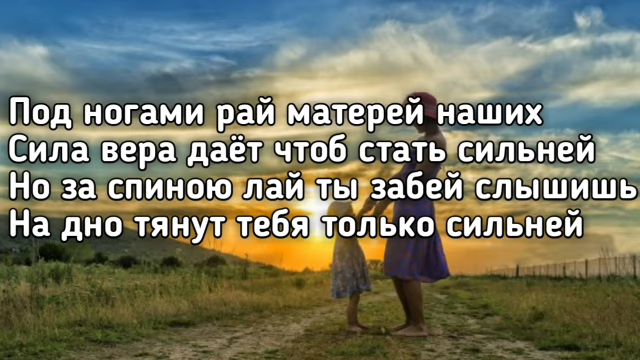 Под ногами рай матерей наших
Сила вера даёт чтоб стать сильней
Но за спиною лай ты забей слышишь
На дно тянут тебя только сильней